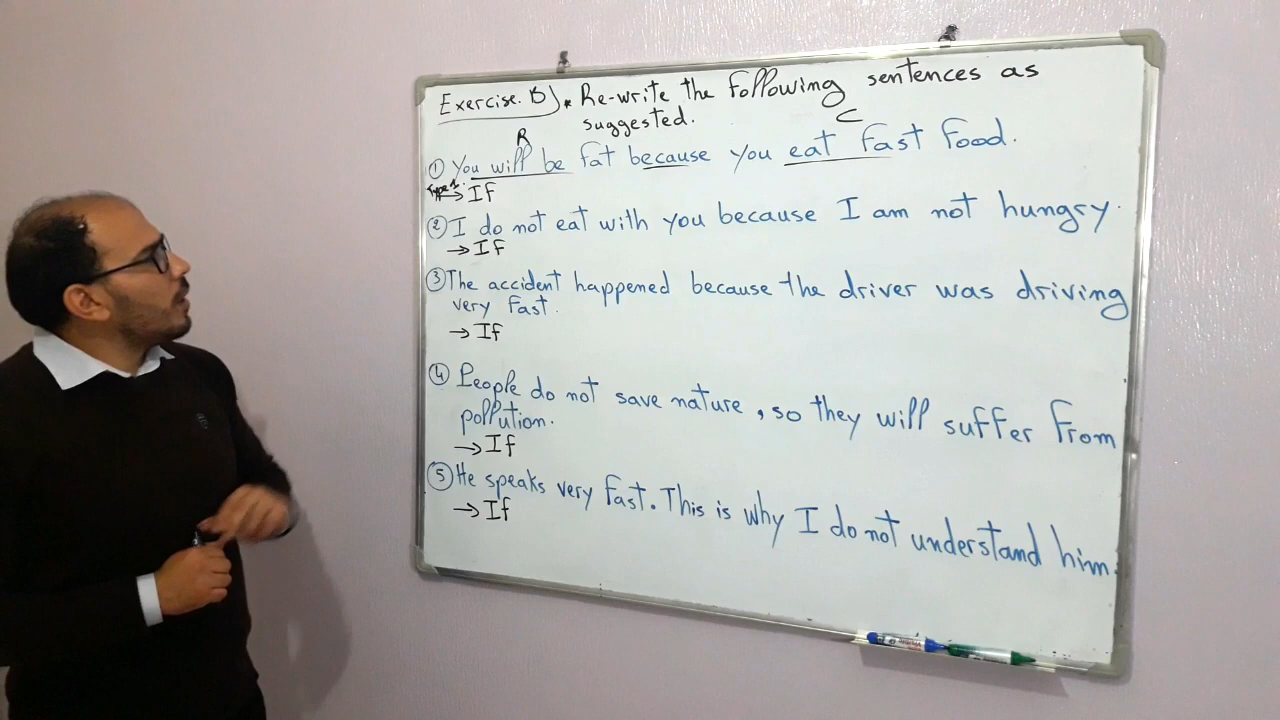 Exercise. B) * Re-write the following sentences as
suggested.
R
C
① You will be fat because you eat fast food.
Type 1 → If
② I do not eat with you because I am not hungry.
→ If
③ The accident happened because the driver was driving
very fast.
→ If
④ People do not save nature, so they will suffer from
pollution.
→ If
⑤ He speaks very fast. This is why I do not understand him.
→ If